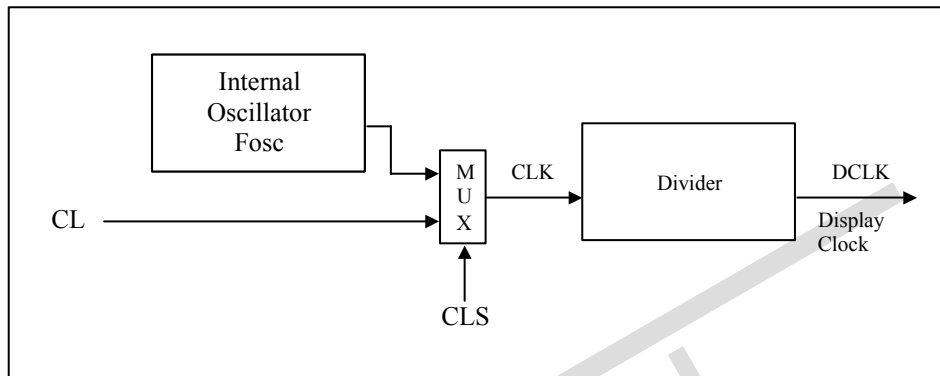 Internal
Oscillator
Fosc
M
U
X
CLK
Divider
DCLK
CL
Display
Clock
CLS